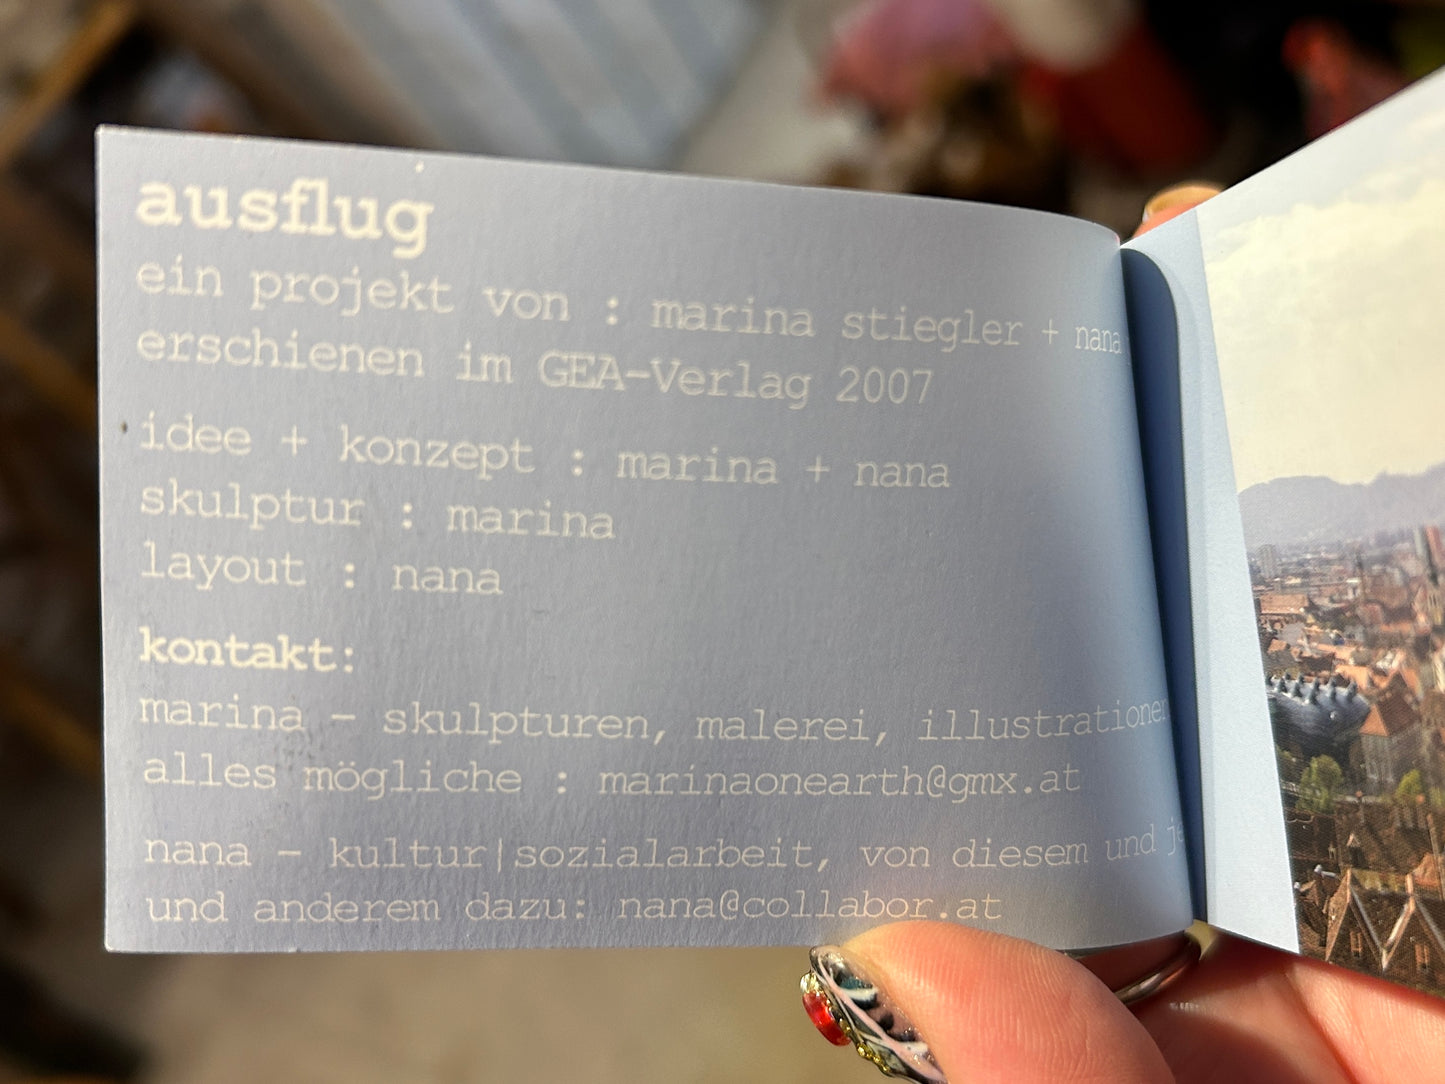 ausflug
ein projekt von : marina stiegler + nana
erschienen im GEA-Verlag 2007
idee + konzept : marina + nana
skulptur : marina
layout : nana
kontakt:
marina - skulpturen, malerei, illustrationen
alles mögliche : marinaonearth@gmx.at
nana - kultur|sozialarbeit, von diesem und
und anderem dazu: nana@collabor.at